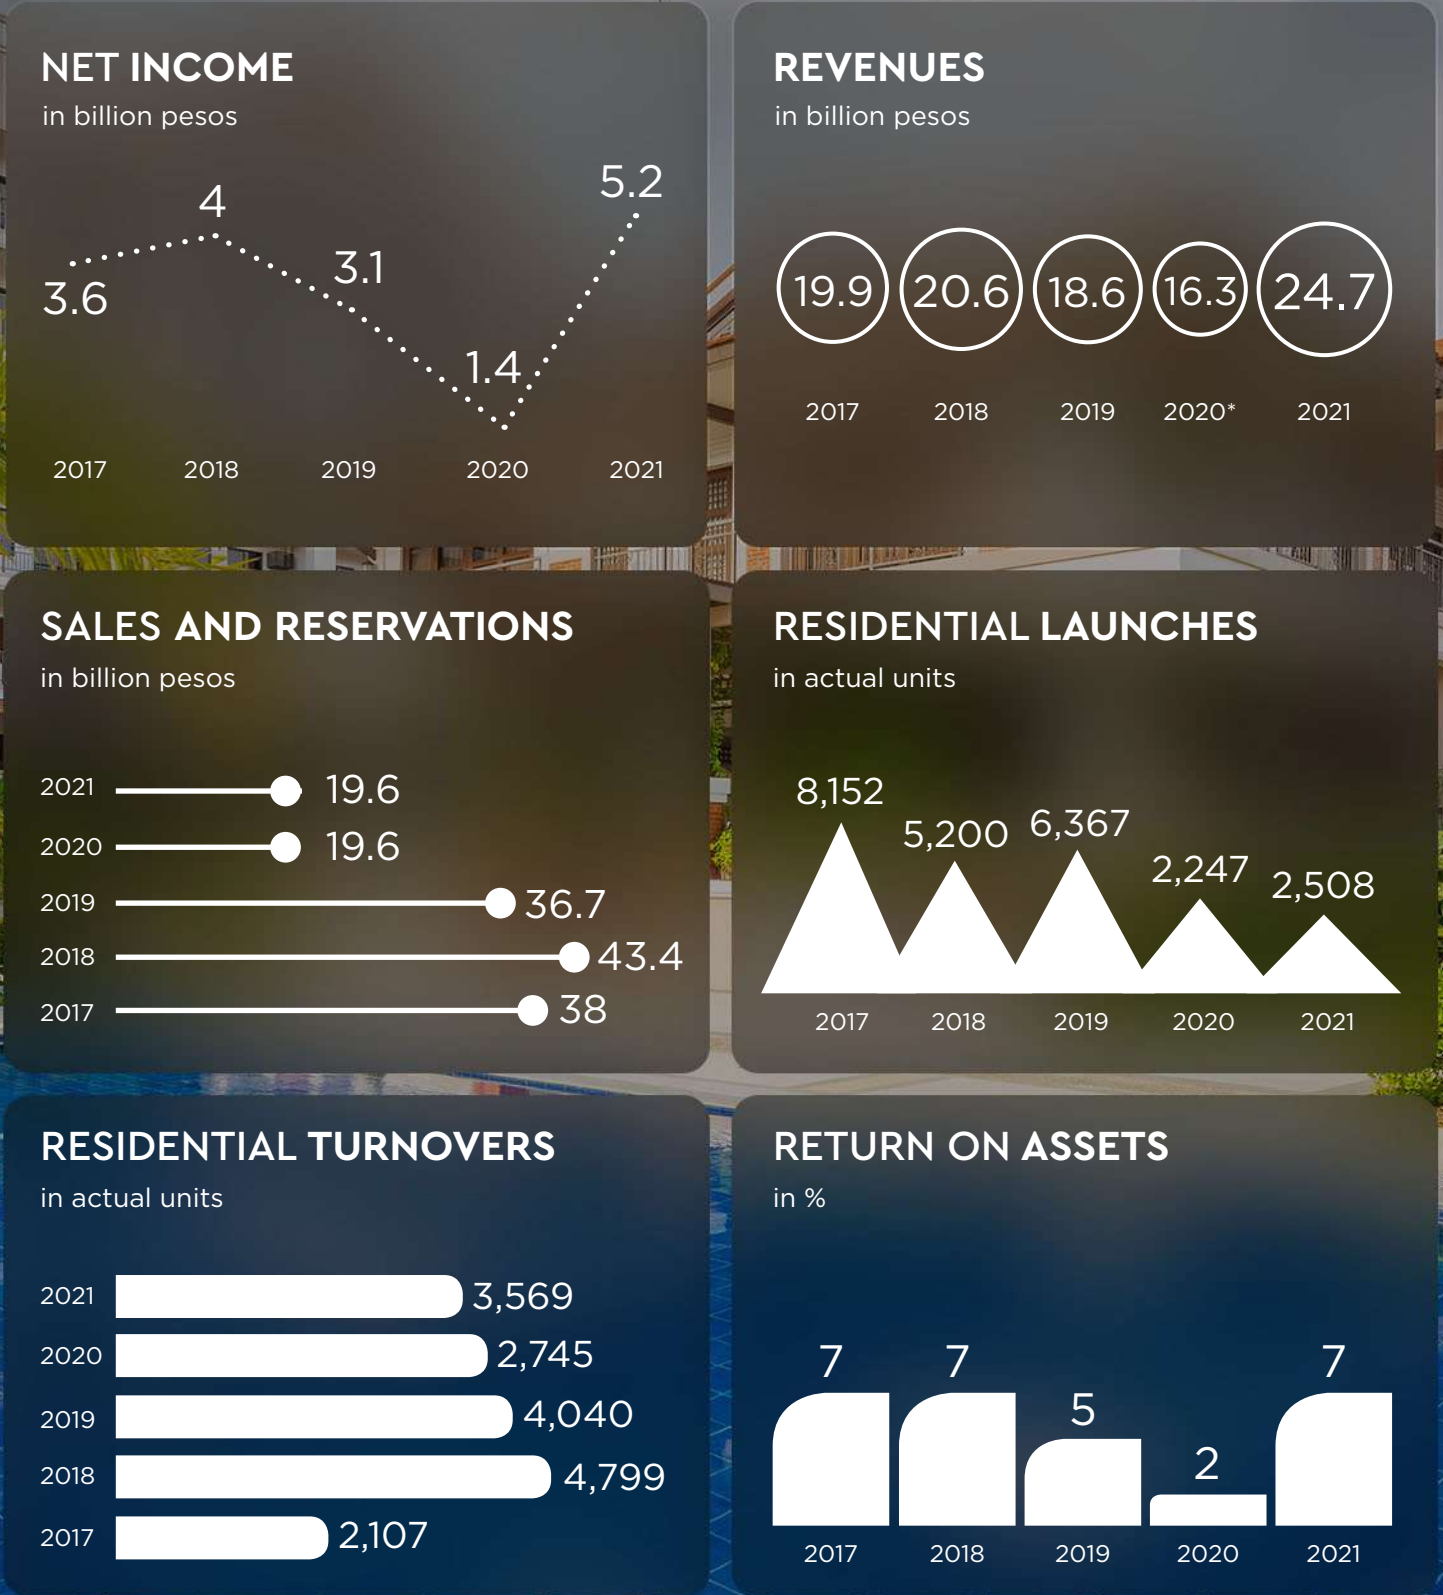 NET INCOME
in billion pesos
5.2
4
3.1
3.6
1.4
2017 2018 2019 2020 2021
REVENUES
in billion pesos
19.9 20.6 18.6 16.3 24.7
2017 2018 2019 2020* 2021
SALES AND RESERVATIONS
in billion pesos
2021 19.6
2020 19.6
2019 36.7
2018 43.4
2017 38
RESIDENTIAL LAUNCHES
in actual units
8,152 5,200 6,367 2,247 2,508
2017 2018 2019 2020 2021
RESIDENTIAL TURNOVERS
in actual units
2021 3,569
2020 2,745
2019 4,040
2018 4,799
2017 2,107
RETURN ON ASSETS
in %
7 7 5 2 7
2017 2018 2019 2020 2021